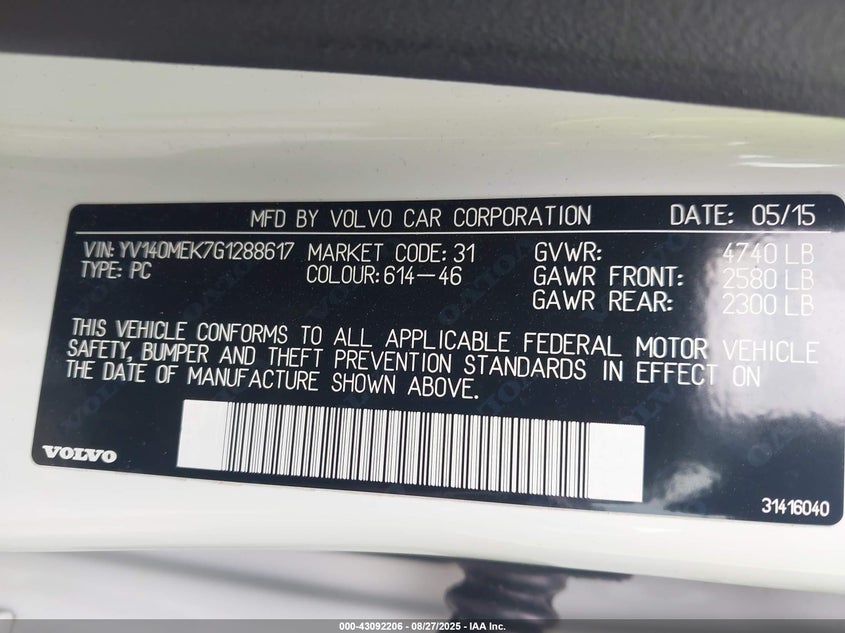 MFD BY VOLVO CAR CORPORATION DATE: 05/15
VIN: YV140MEK7G1288617 MARKET CODE: 31 GVWR: 4740 LB
TYPE: PC COLOUR: 614-46 GAWR FRONT: 2580 LB
GAWR REAR: 2300 LB
THIS VEHICLE CONFORMS TO ALL APPLICABLE FEDERAL MOTOR VEHICLE
SAFETY, BUMPER AND THEFT PREVENTION STANDARDS IN EFFECT ON
THE DATE OF MANUFACTURE SHOWN ABOVE.
VOLVO
31416040
000-43092206 - 08/27/2025 - IAA Inc.